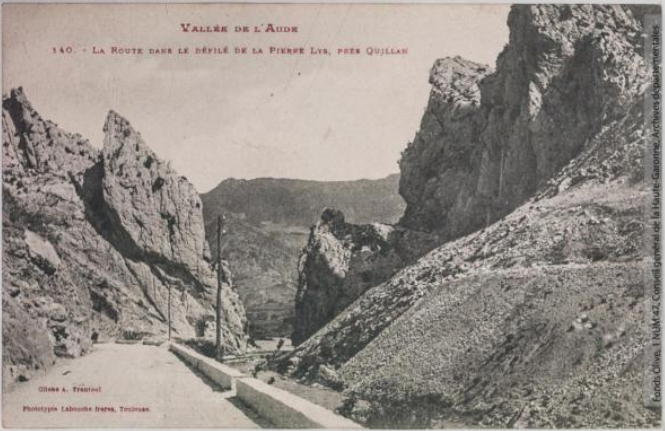 VALLÉE DE L'AUDE
140. - LA ROUTE DANS LE DÉFILÉ DE LA PIERRE LYS, PRÈS QUILLAN
Cliché A. Trantoul
Phototypie Labouche frères, Toulouse.
Fonds Clive, 1 NUM 42, Conseil général de la Haute-Garonne, Archives départementales